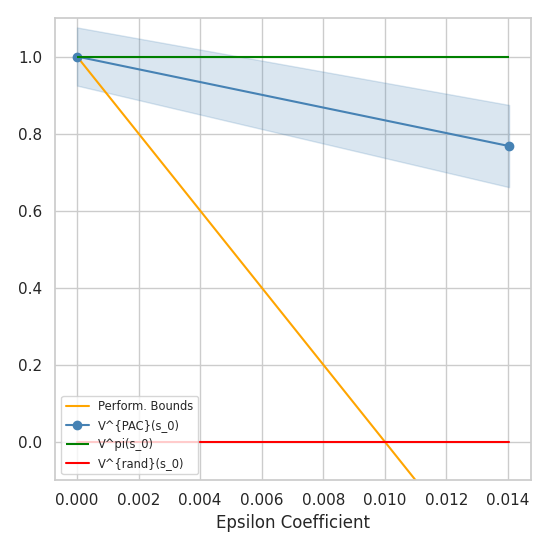 1.0
0.8
0.6
0.4
0.2
0.0
Perform. Bounds
V^{PAC}(s_0)
V^pi(s_0)
V^{rand}(s_0)
0.000 0.002 0.004 0.006 0.008 0.010 0.012 0.014
Epsilon Coefficient